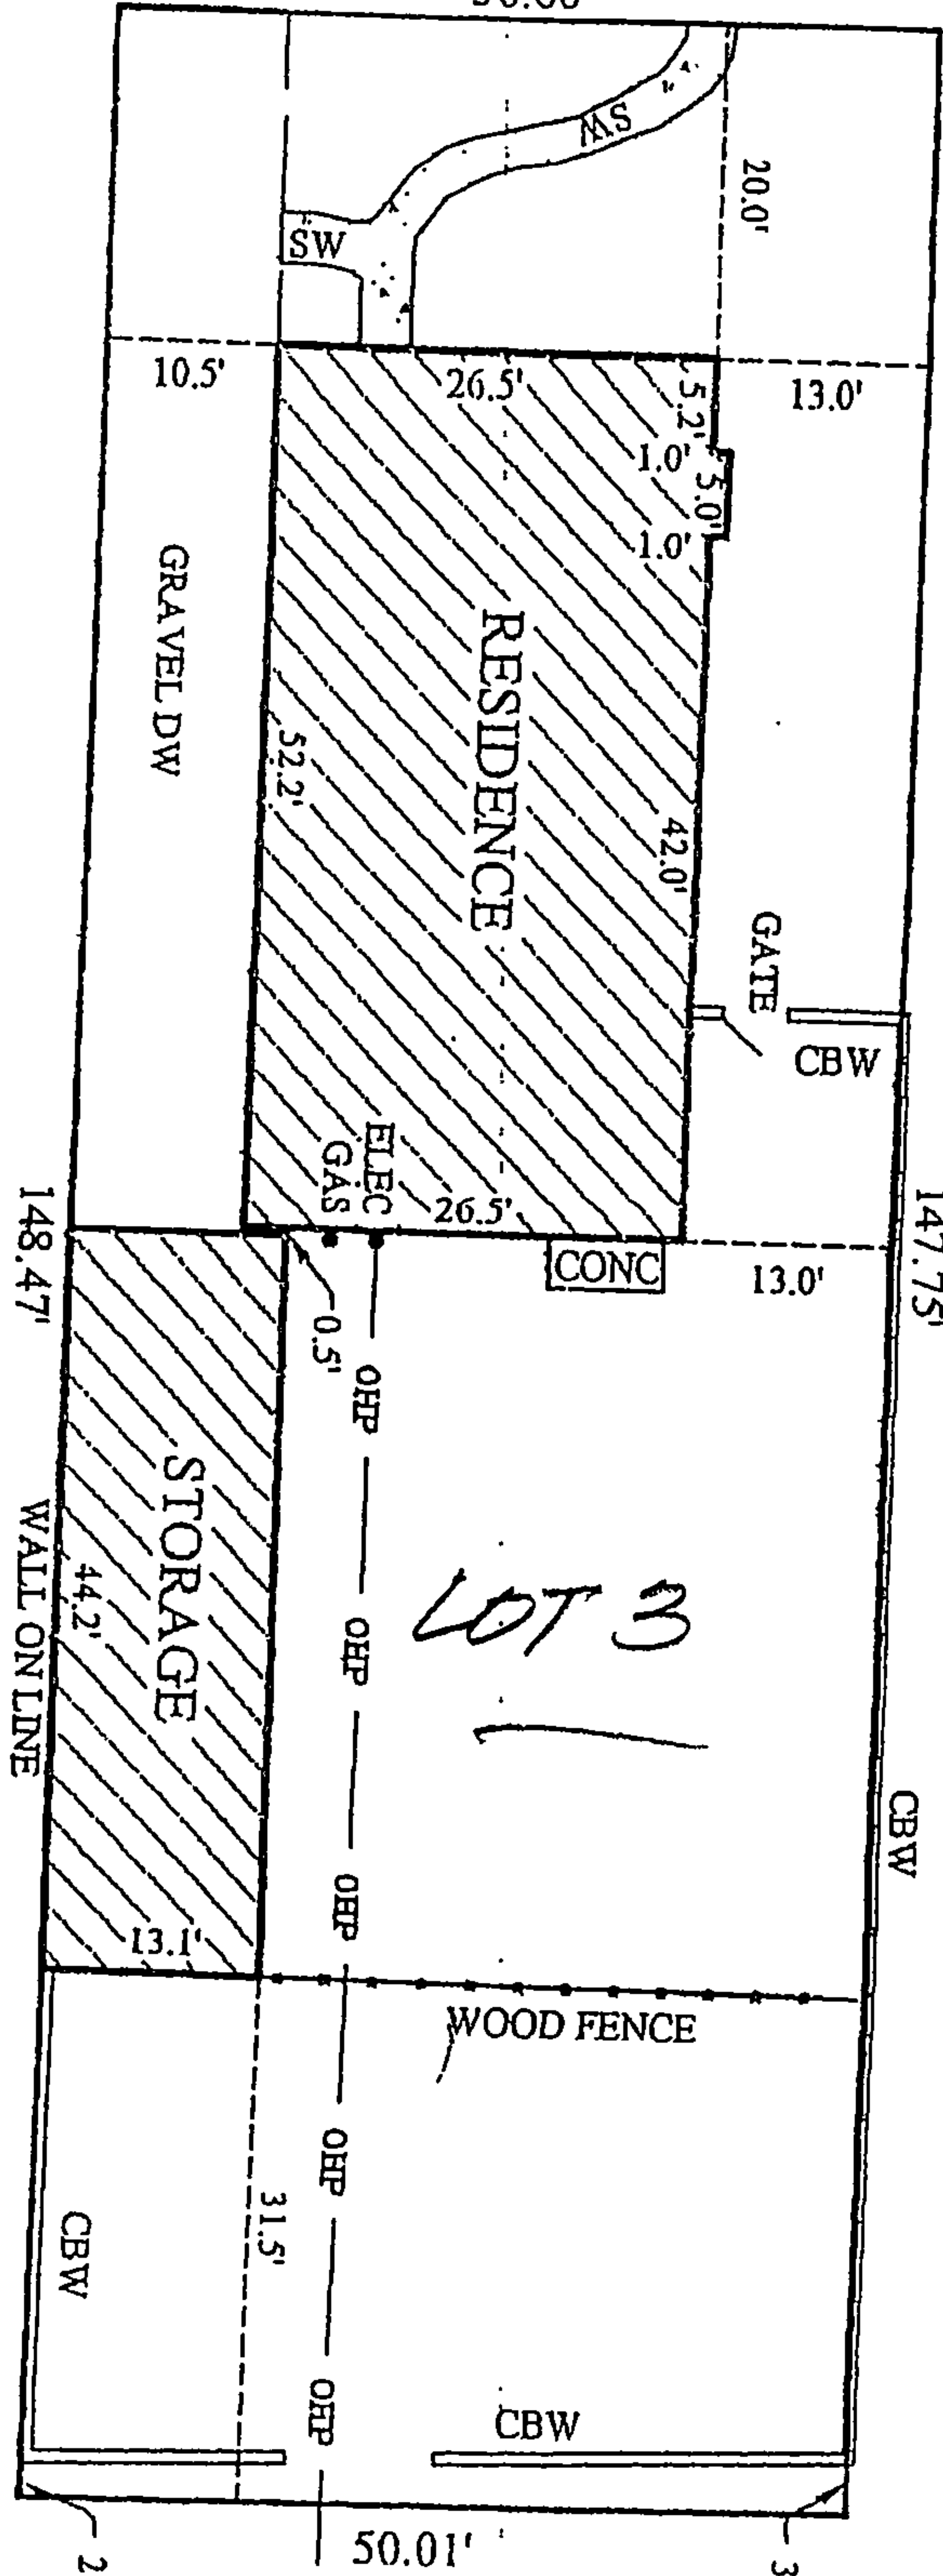 SW
20.0'
SW
10.5'
26.5'
5.2'
13.0'
1.0'
5.0'
1.0'
GRAVEL DW
RESIDENCE
52.2'
42.0'
GATE
CBW
ELEC
GAS
26.5'
CONC
13.0'
147.75'
148.47'
0.5'
OHP
STORAGE
44.2'
WALL ON LINE
LOT 3
OHP
CBW
OHP
13.1'
WOOD FENCE
OHP
31.5'
CBW
OHP
CBW
50.01'
2
3